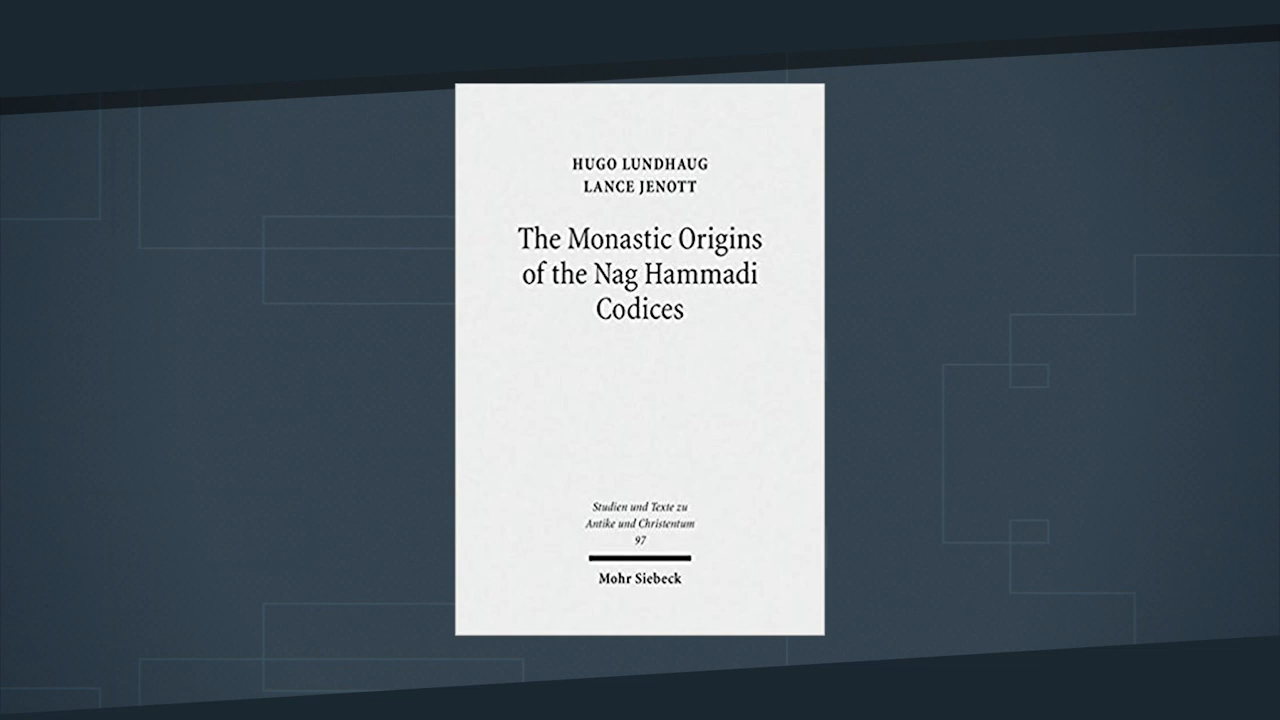 HUGO LUNDHAUG
LANCE JENOTT
The Monastic Origins
of the Nag Hammadi
Codices
Studien und Texte zu
Antike und Christentum
97
Mohr Siebeck